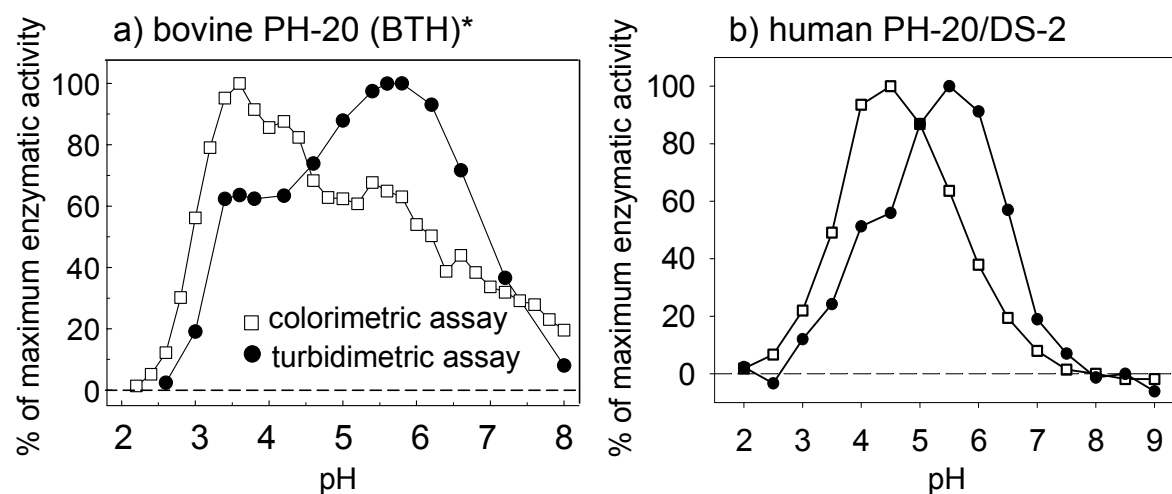 a) bovine PH-20 (BTH)*
% of maximum enzymatic activity
100
80
60
40
20
0
colorimetric assay
turbidimetric assay
2 3 4 5 6 7 8
pH
b) human PH-20/DS-2
% of maximum enzymatic activity
100
80
60
40
20
0
2 3 4 5 6 7 8 9
pH